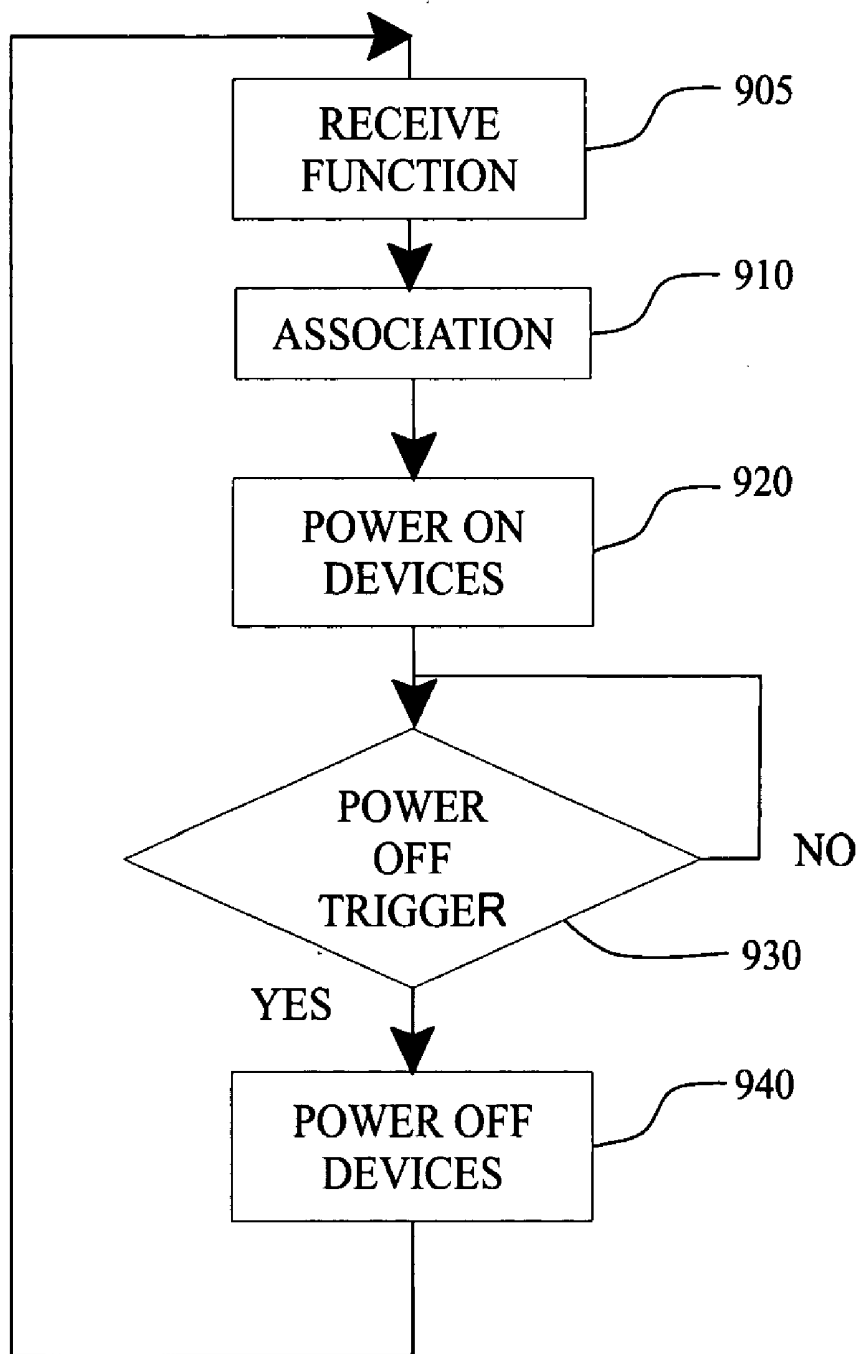 RECEIVE
FUNCTION
905
ASSOCIATION
910
POWER ON
DEVICES
920
POWER
OFF
TRIGGER
NO
930
YES
POWER OFF
DEVICES
940